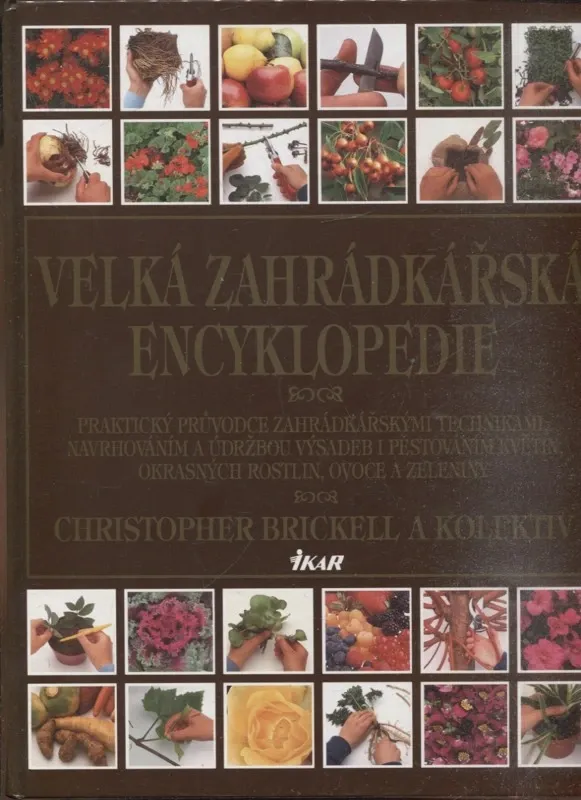 VELKÁ ZAHRÁDKÁŘSKÁ
ENCYKLOPEDIE
PRAKTICKÝ PRŮVODCE ZAHRÁDKÁŘSKÝMI TECHNIKAMI,
NAVRHOVÁNÍM A ÚDRŽBOU VÝSADEB I PĚSTOVÁNÍM KVĚTIN,
OKRASNÝCH ROSTLIN, OVOCE A ZELENINY
CHRISTOPHER BRICKELL A KOLEKTIV
IKAR